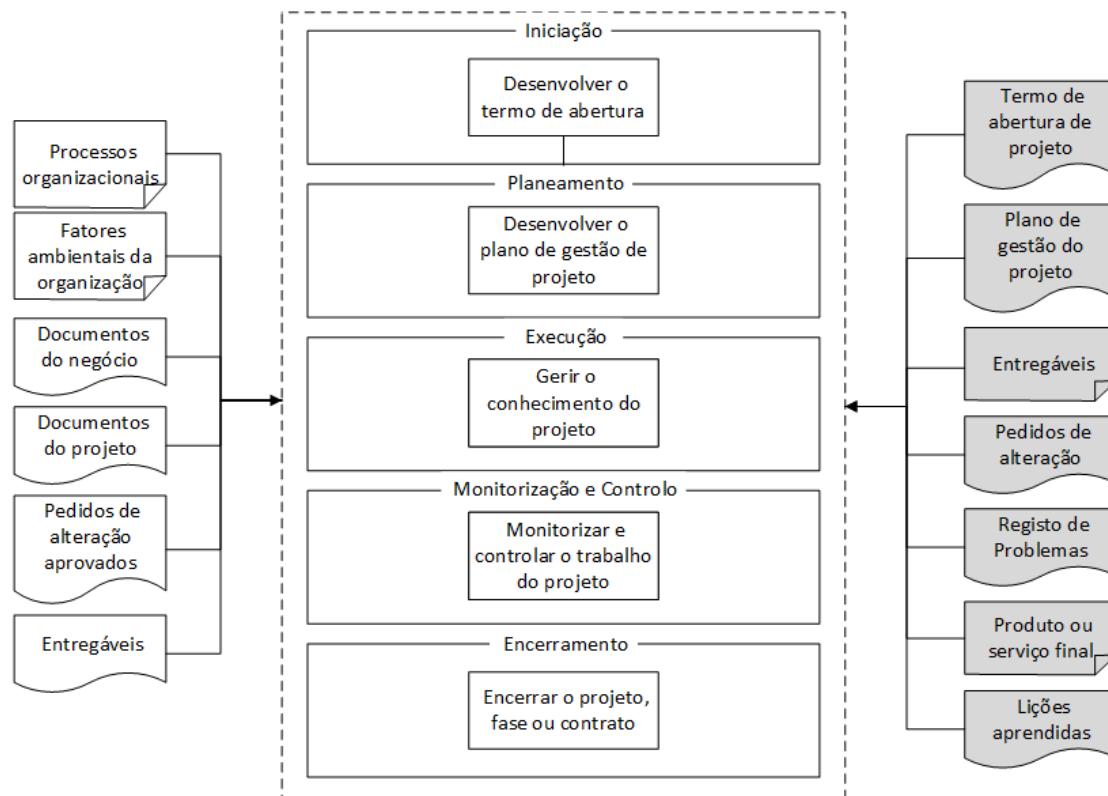 Processos
organizacionais
Fatores
ambientais da
organização
Documentos
do negócio
Documentos
do projeto
Pedidos de
alteração
aprovados
Entregáveis
Iniciação
Desenvolver o
termo de abertura
Planeamento
Desenvolver o
plano de gestão de
projeto
Execução
Gerir o
conhecimento do
projeto
Monitorização e Controlo
Monitorizar e
controlar o trabalho
do projeto
Encerramento
Encerrar o projeto,
fase ou contrato
Termo de
abertura de
projeto
Plano de
gestão do
projeto
Entregáveis
Pedidos de
alteração
Registo de
Problemas
Produto ou
serviço final
Lições
aprendidas